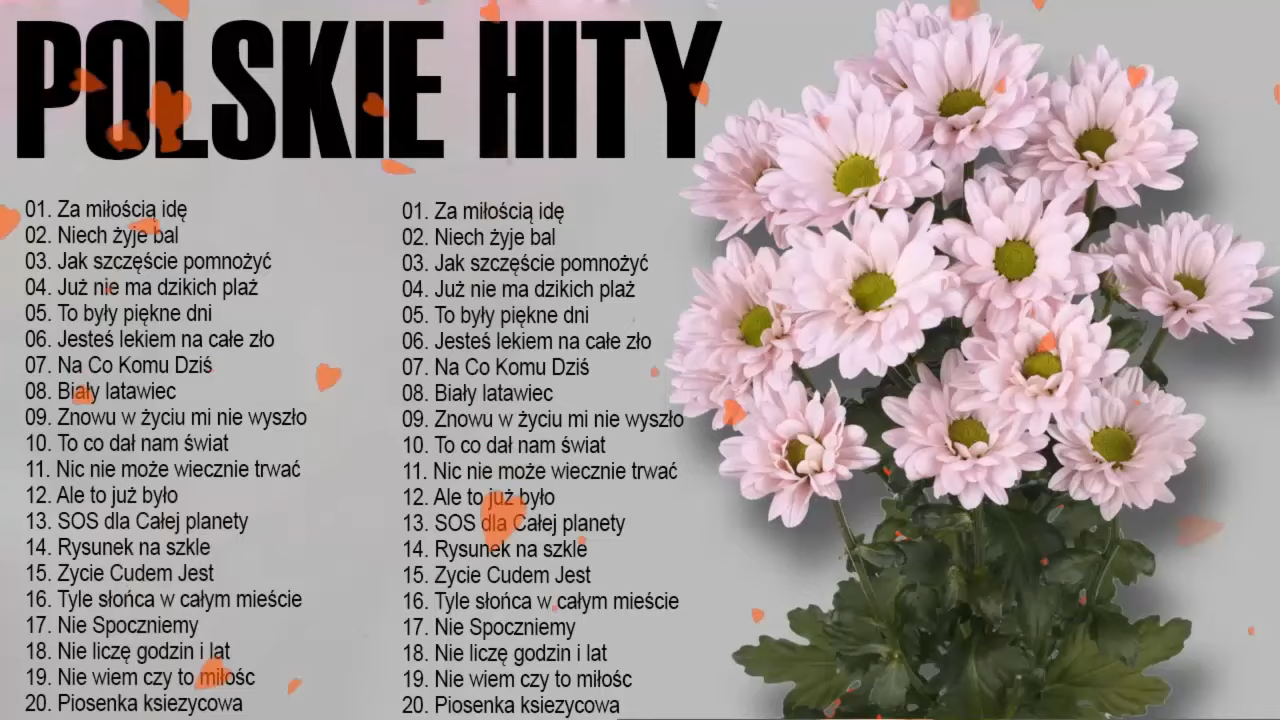 POLSKIE HITY
01. Za miłością idę
02. Niech żyje bal
03. Jak szczęście pomnożyć
04. Już nie ma dzikich plaż
05. To były piękne dni
06. Jesteś lekiem na całe zło
07. Na Co Komu Dziś
08. Biały latawiec
09. Znowu w życiu mi nie wyszło
10. To co dał nam świat
11. Nic nie może wiecznie trwać
12. Ale to już było
13. SOS dla Całej planety
14. Rysunek na szkle
15. Zycie Cudem Jest
16. Tyle słońca w całym mieście
17. Nie Spoczniemy
18. Nie liczę godzin i lat
19. Nie wiem czy to miłośc
20. Piosenka ksiezycowa
01. Za miłością idę
02. Niech żyje bal
03. Jak szczęście pomnożyć
04. Już nie ma dzikich plaż
05. To były piękne dni
06. Jesteś lekiem na całe zło
07. Na Co Komu Dziś
08. Biały latawiec
09. Znowu w życiu mi nie wyszło
10. To co dał nam świat
11. Nic nie może wiecznie trwać
12. Ale to już było
13. SOS dla Całej planety
14. Rysunek na szkle
15. Zycie Cudem Jest
16. Tyle słońca w całym mieście
17. Nie Spoczniemy
18. Nie liczę godzin i lat
19. Nie wiem czy to miłośc
20. Piosenka ksiezycowa